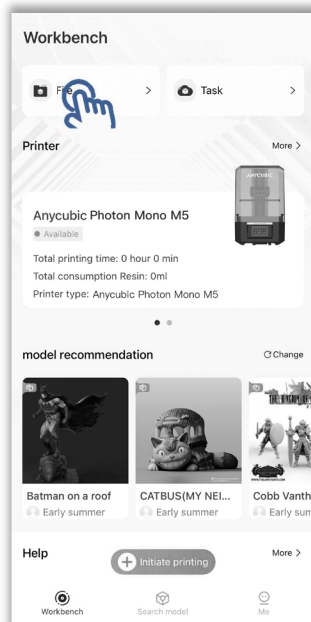 Workbench
File
Task
Printer
More >
ANYCUBIC
Anycubic Photon Mono M5
Available
Total printing time: 0 hour 0 min
Total consumption Resin: 0ml
Printer type: Anycubic Photon Mono M5
model recommendation
Change
Batman on a roof
CATBUS(MY NEI...
Cobb Vanth
Early summer
Early summer
Early sum
Help
Initiate printing
More >
Workbench
Search model
Me